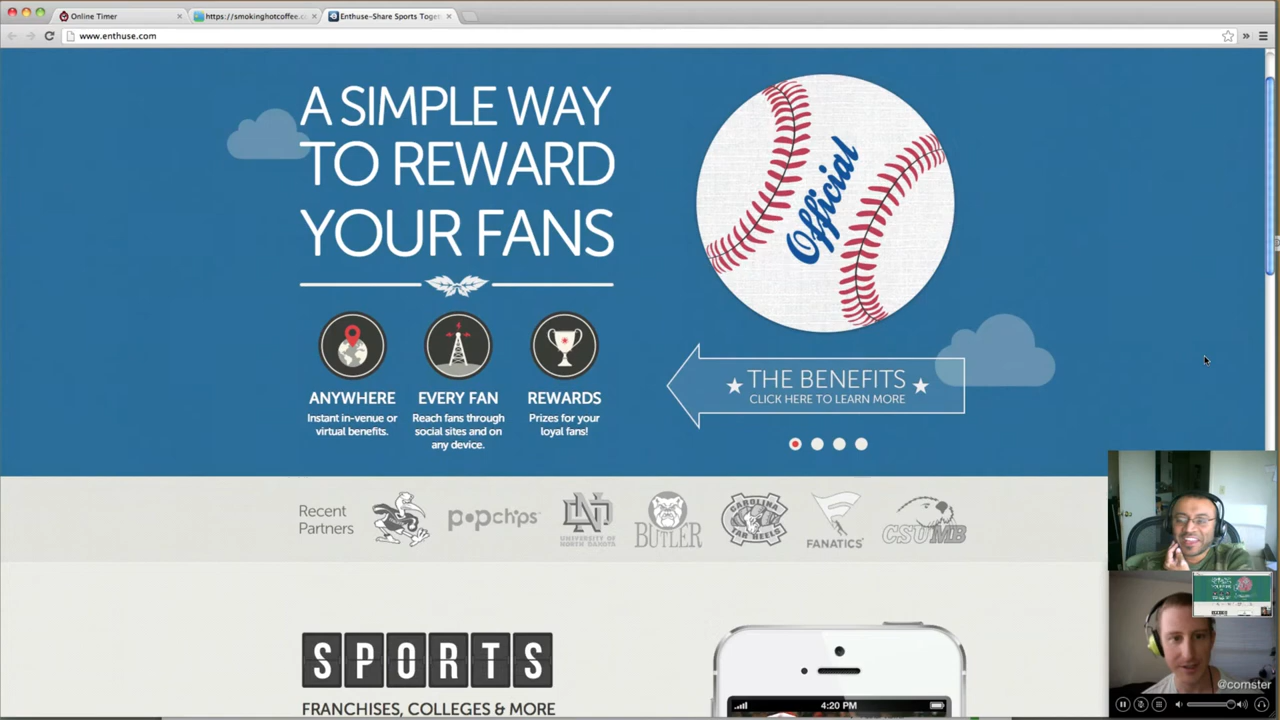 Online Timer
https://smokinghotcoffee.c
Enthuse-Share Sports Toge
www.enthuse.com
A SIMPLE WAY
TO REWARD
YOUR FANS
Official
ANYWHERE
Instant in-venue or
virtual benefits.
EVERY FAN
Reach fans through
social sites and on
any device.
REWARDS
Prizes for your
loyal fans!
THE BENEFITS
CLICK HERE TO LEARN MORE
Recent
Partners
popchips
UNIVERSITY OF
NORTH DAKOTA
BUTLER
CAROLINA
TAR HEELS
FANATICS
CSUMB
SPORTS
FRANCHISES, COLLEGES & MORE
4:20 PM
@comster